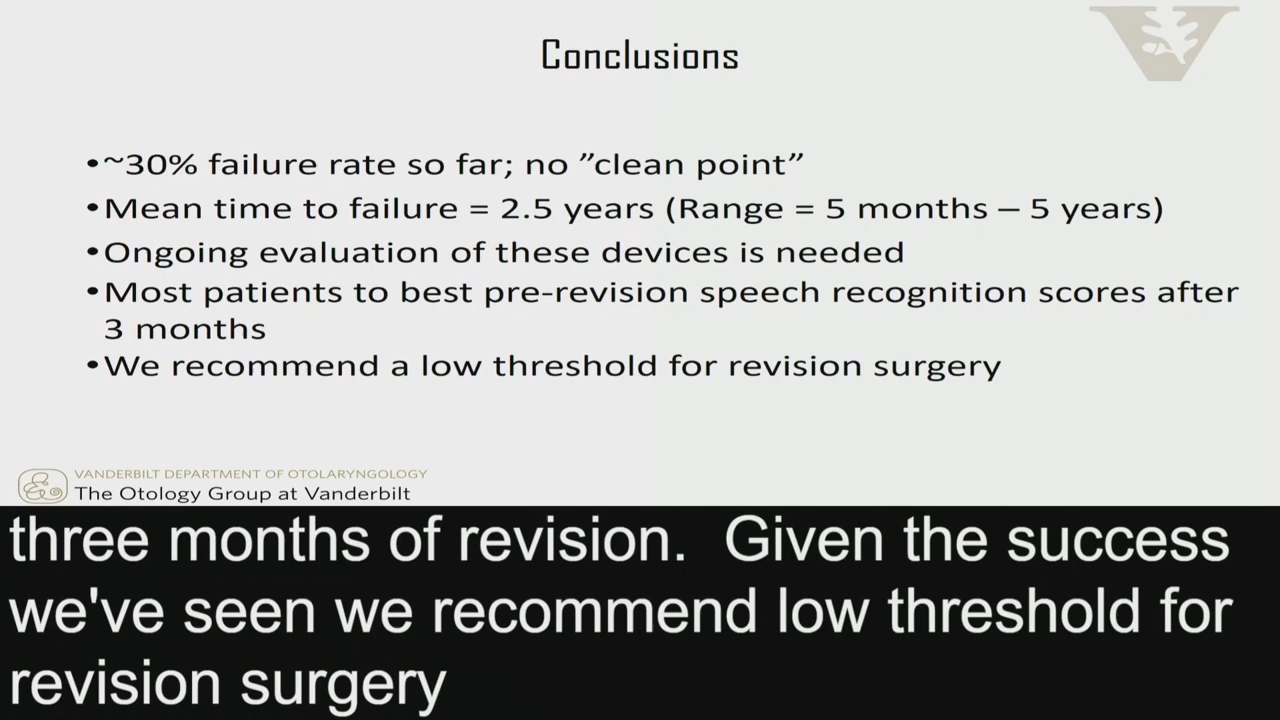 Conclusions
•~30% failure rate so far; no ”clean point”
•Mean time to failure = 2.5 years (Range = 5 months – 5 years)
•Ongoing evaluation of these devices is needed
•Most patients to best pre-revision speech recognition scores after
3 months
•We recommend a low threshold for revision surgery
VANDERBILT DEPARTMENT OF OTOLARYNGOLOGY
The Otology Group at Vanderbilt
three months of revision. Given the success
we've seen we recommend low threshold for
revision surgery